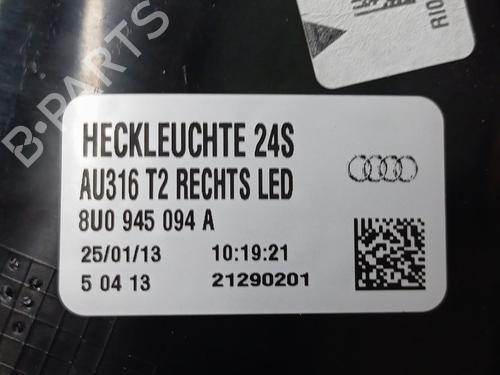 B-PARTS
HECKLEUCHTE 24S
AU316 T2 RECHTS LED
8U0 945 094 A
25/01/13 10:19:21
5 04 13 21290201